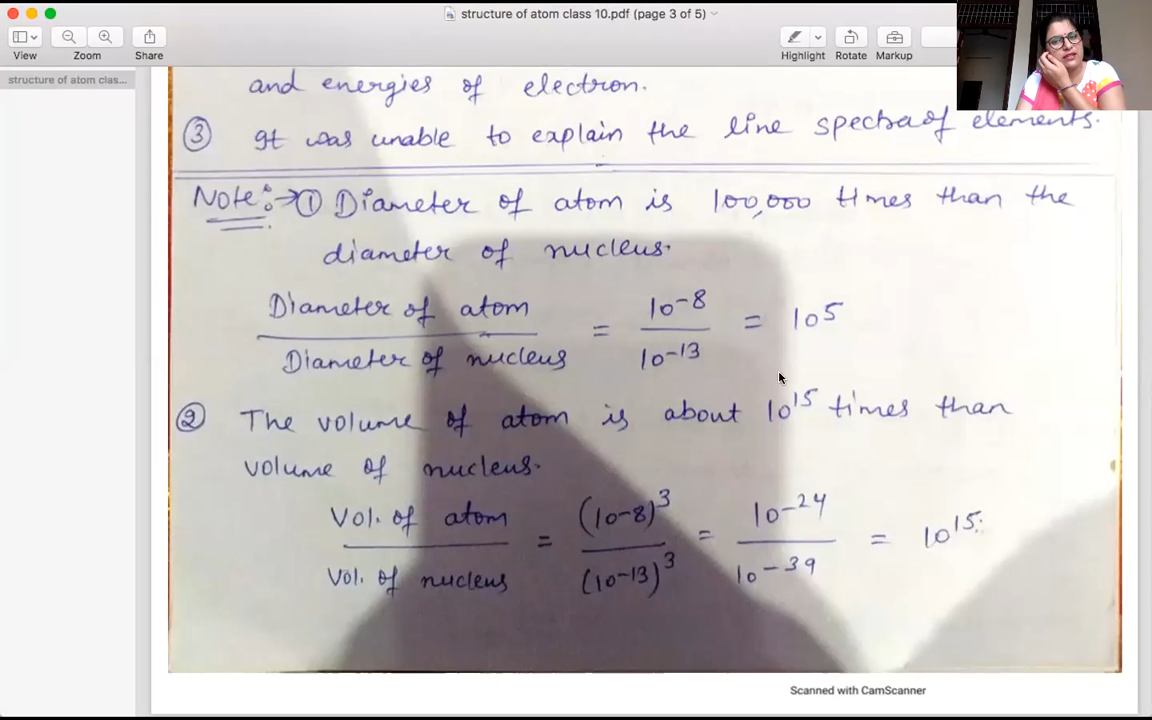 structure of atom class 10.pdf (page 3 of 5)
View
Zoom
Share
Highlight
Rotate
Markup
structure of atom clas...
and energies of electron.
③ It was unable to explain the line spectra of elements.
Note:→ ① Diameter of atom is 100,000 times than the
diameter of nucleus.
Diameter of atom / Diameter of nucleus = 10⁻⁸ / 10⁻¹³ = 10⁵
② The volume of atom is about 10¹⁵ times than
volume of nucleus.
Vol. of atom / Vol. of nucleus = (10-8)³ / (10-13)³ = 10⁻²⁴ / 10⁻³⁹ = 10¹⁵.
Scanned with CamScanner